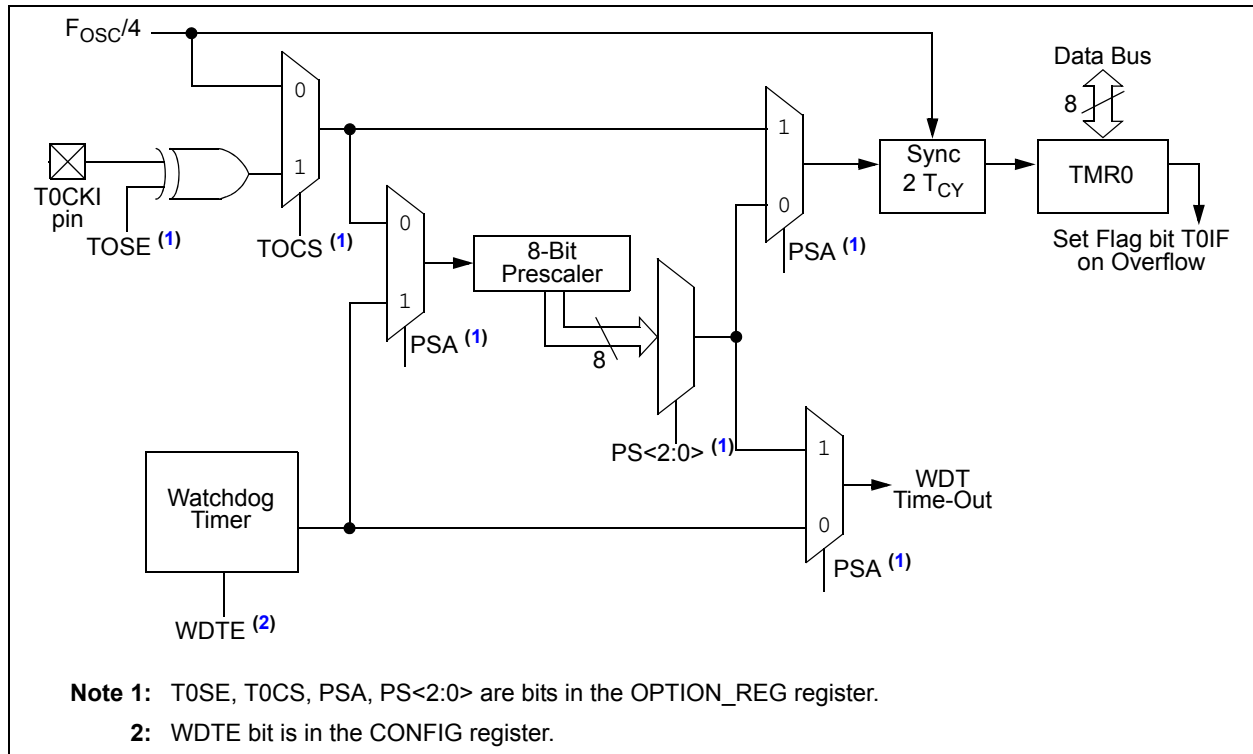 FOSC/4
Data Bus
0
8
1
T0CKI
pin
1
Sync
2 TCY
TMR0
0
TOSE (1)
TOCS (1)
0
8-Bit
Prescaler
PSA (1)
Set Flag bit T0IF
on Overflow
1
PSA (1)
8
PS<2:0> (1)
1
Watchdog
Timer
WDT
Time-Out
0
PSA (1)
WDTE (2)
Note 1: T0SE, T0CS, PSA, PS<2:0> are bits in the OPTION_REG register.
2: WDTE bit is in the CONFIG register.